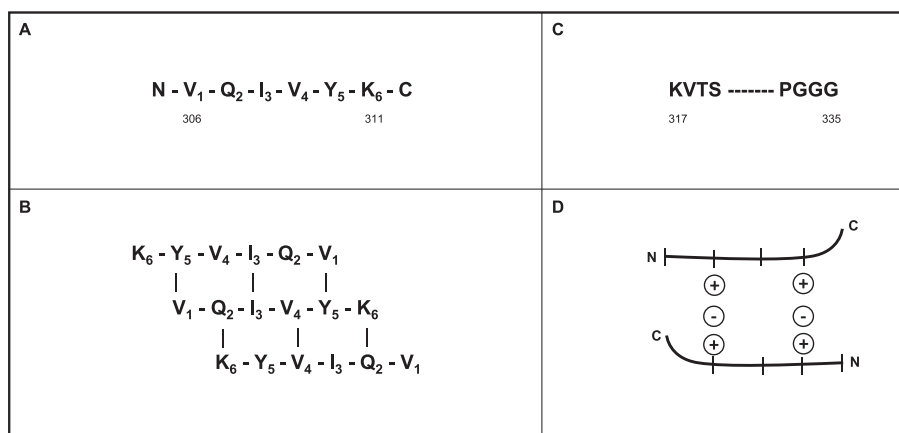 A
N - V₁ - Q₂ - I₃ - V₄ - Y₅ - K₆ - C
306 311
B
K₆ - Y₅ - V₄ - I₃ - Q₂ - V₁
V₁ - Q₂ - I₃ - V₄ - Y₅ - K₆
K₆ - Y₅ - V₄ - I₃ - Q₂ - V₁
C
KVTS ------- PGGG
317 335
D
C
N
+ +
- -
+ +
C
N